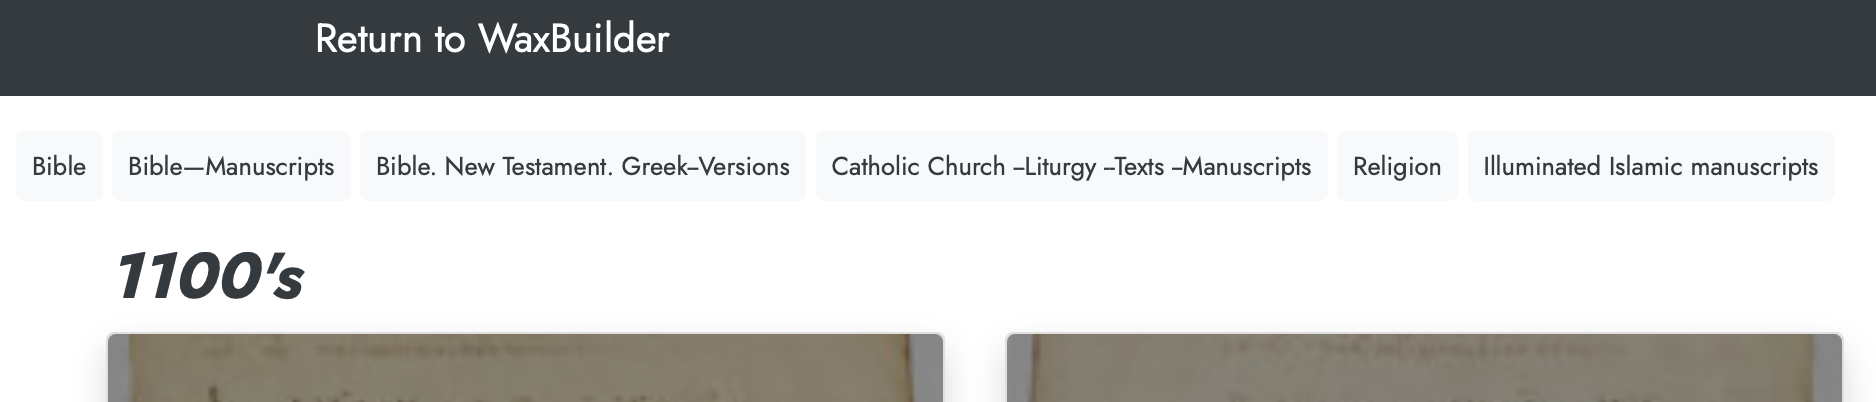 Return to WaxBuilder
Bible Bible—Manuscripts Bible. New Testament. Greek–Versions Catholic Church –Liturgy –Texts –Manuscripts Religion Illuminated Islamic manuscripts
1100's